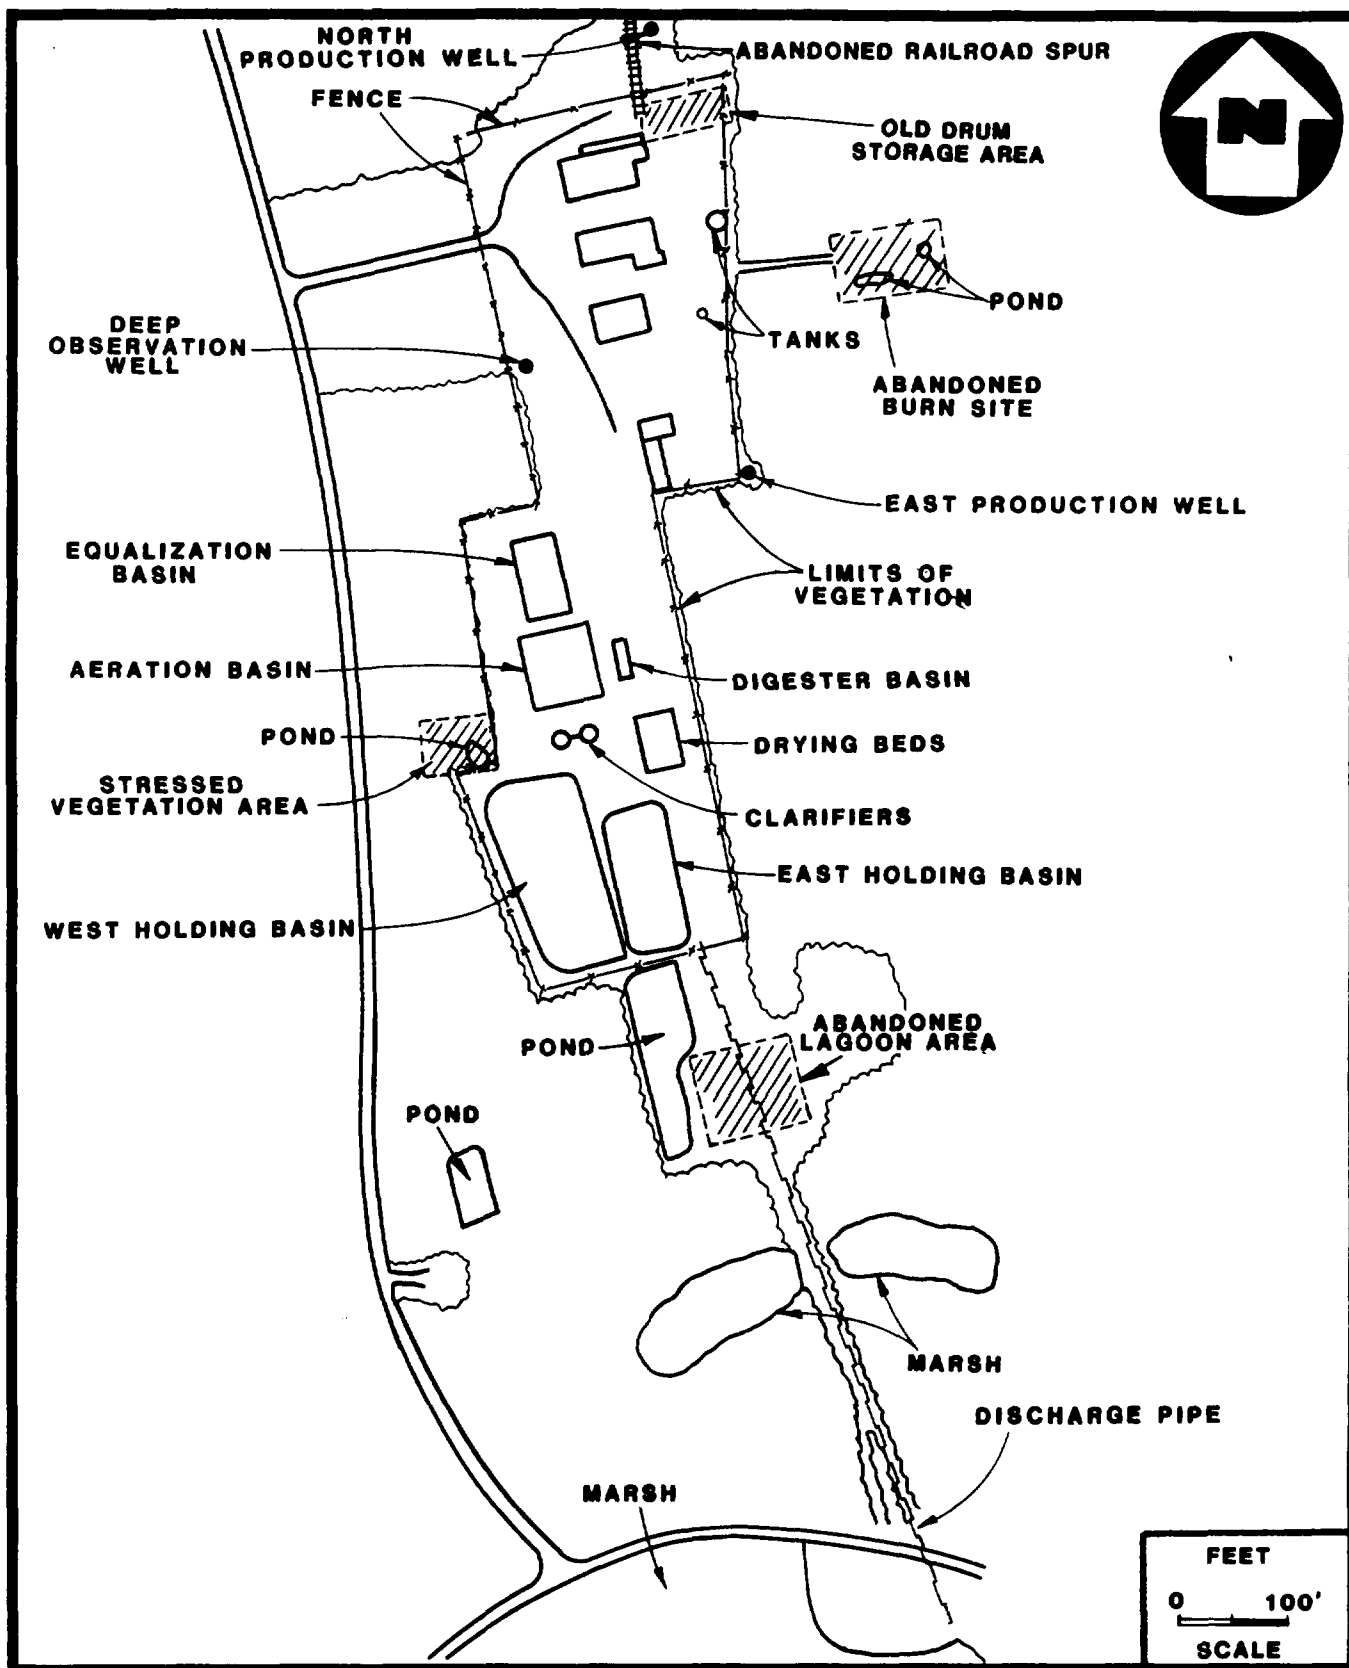 NORTH
PRODUCTION WELL
ABANDONED RAILROAD SPUR
FENCE
N
OLD DRUM
STORAGE AREA
POND
DEEP
OBSERVATION
WELL
TANKS
ABANDONED
BURN SITE
EAST PRODUCTION WELL
EQUALIZATION
BASIN
LIMITS OF
VEGETATION
AERATION BASIN
DIGESTER BASIN
POND
DRYING BEDS
STRESSED
VEGETATION AREA
CLARIFIERS
EAST HOLDING BASIN
WEST HOLDING BASIN
ABANDONED
LAGOON AREA
POND
POND
MARSH
DISCHARGE PIPE
MARSH
FEET
0 100'
SCALE